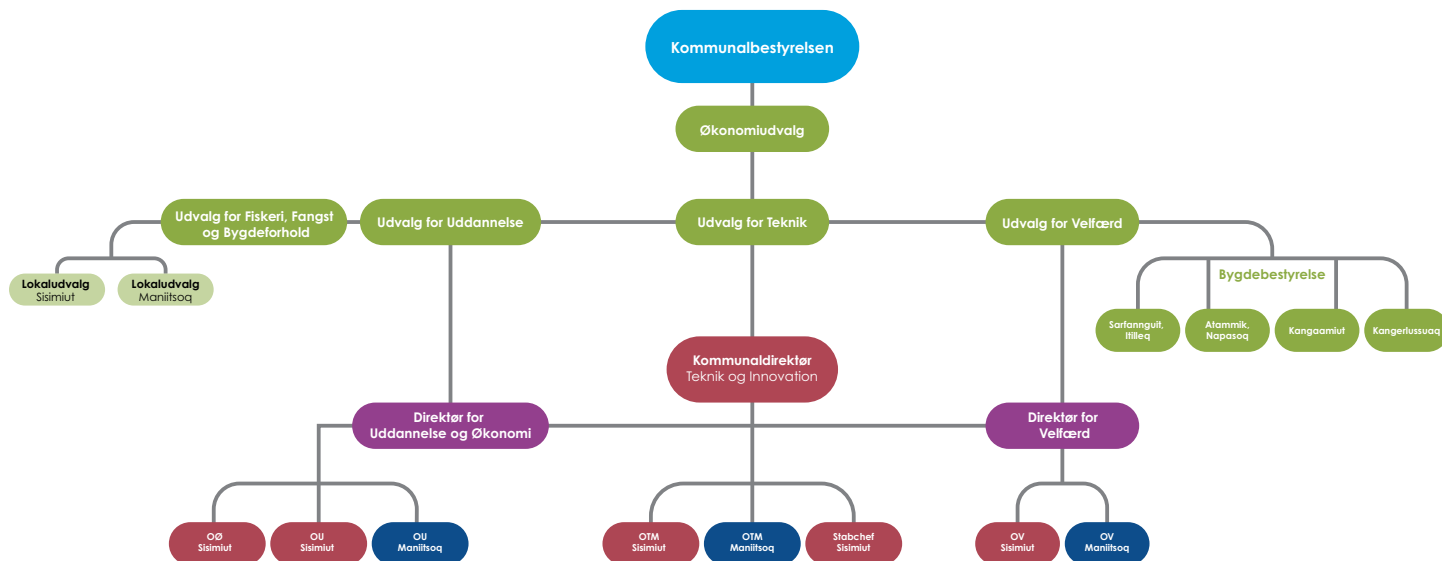 Kommunalbestyrelsen
Økonomiudvalg
Udvalg for Fiskeri, Fangst
og Bygdeforhold
Udvalg for Uddannelse
Udvalg for Teknik
Udvalg for Velfærd
Lokaludvalg
Sisimiut
Lokaludvalg
Maniitsoq
Bygdebestyrelse
Sarfannguit,
Itilleq
Atammik,
Napasoq
Kangaamiut
Kangerlussuaq
Kommunaldirektør
Teknik og Innovation
Direktør for
Uddannelse og Økonomi
Direktør for
Velfærd
OØ
Sisimiut
OU
Sisimiut
OU
Maniitsoq
OTM
Sisimiut
OTM
Maniitsoq
Stabchef
Sisimiut
OV
Sisimiut
OV
Maniitsoq